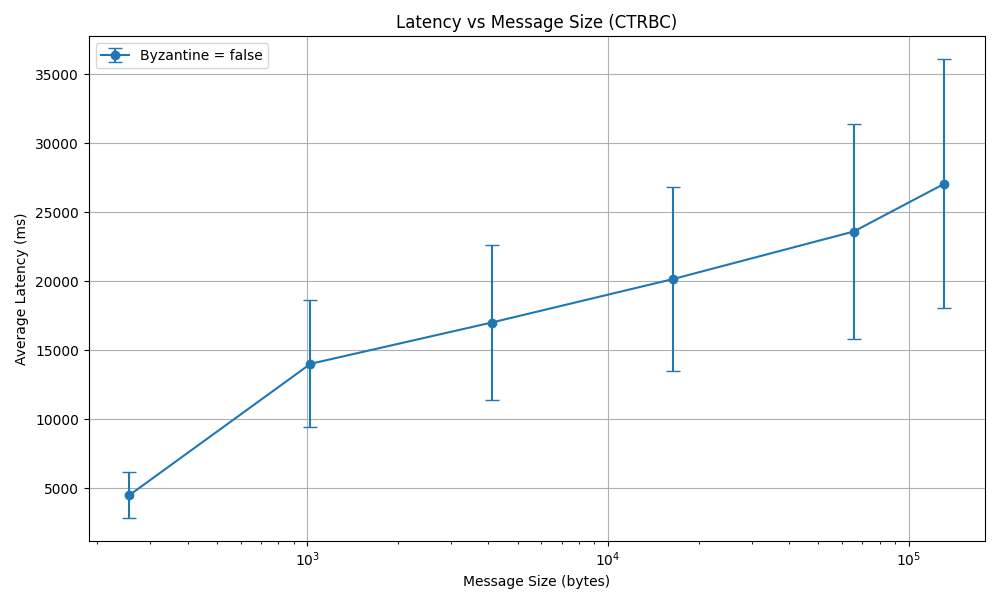 Latency vs Message Size (CTRBC)
Byzantine = false
Average Latency (ms)
35000
30000
25000
20000
15000
10000
5000
10³
10⁴
10⁵
Message Size (bytes)